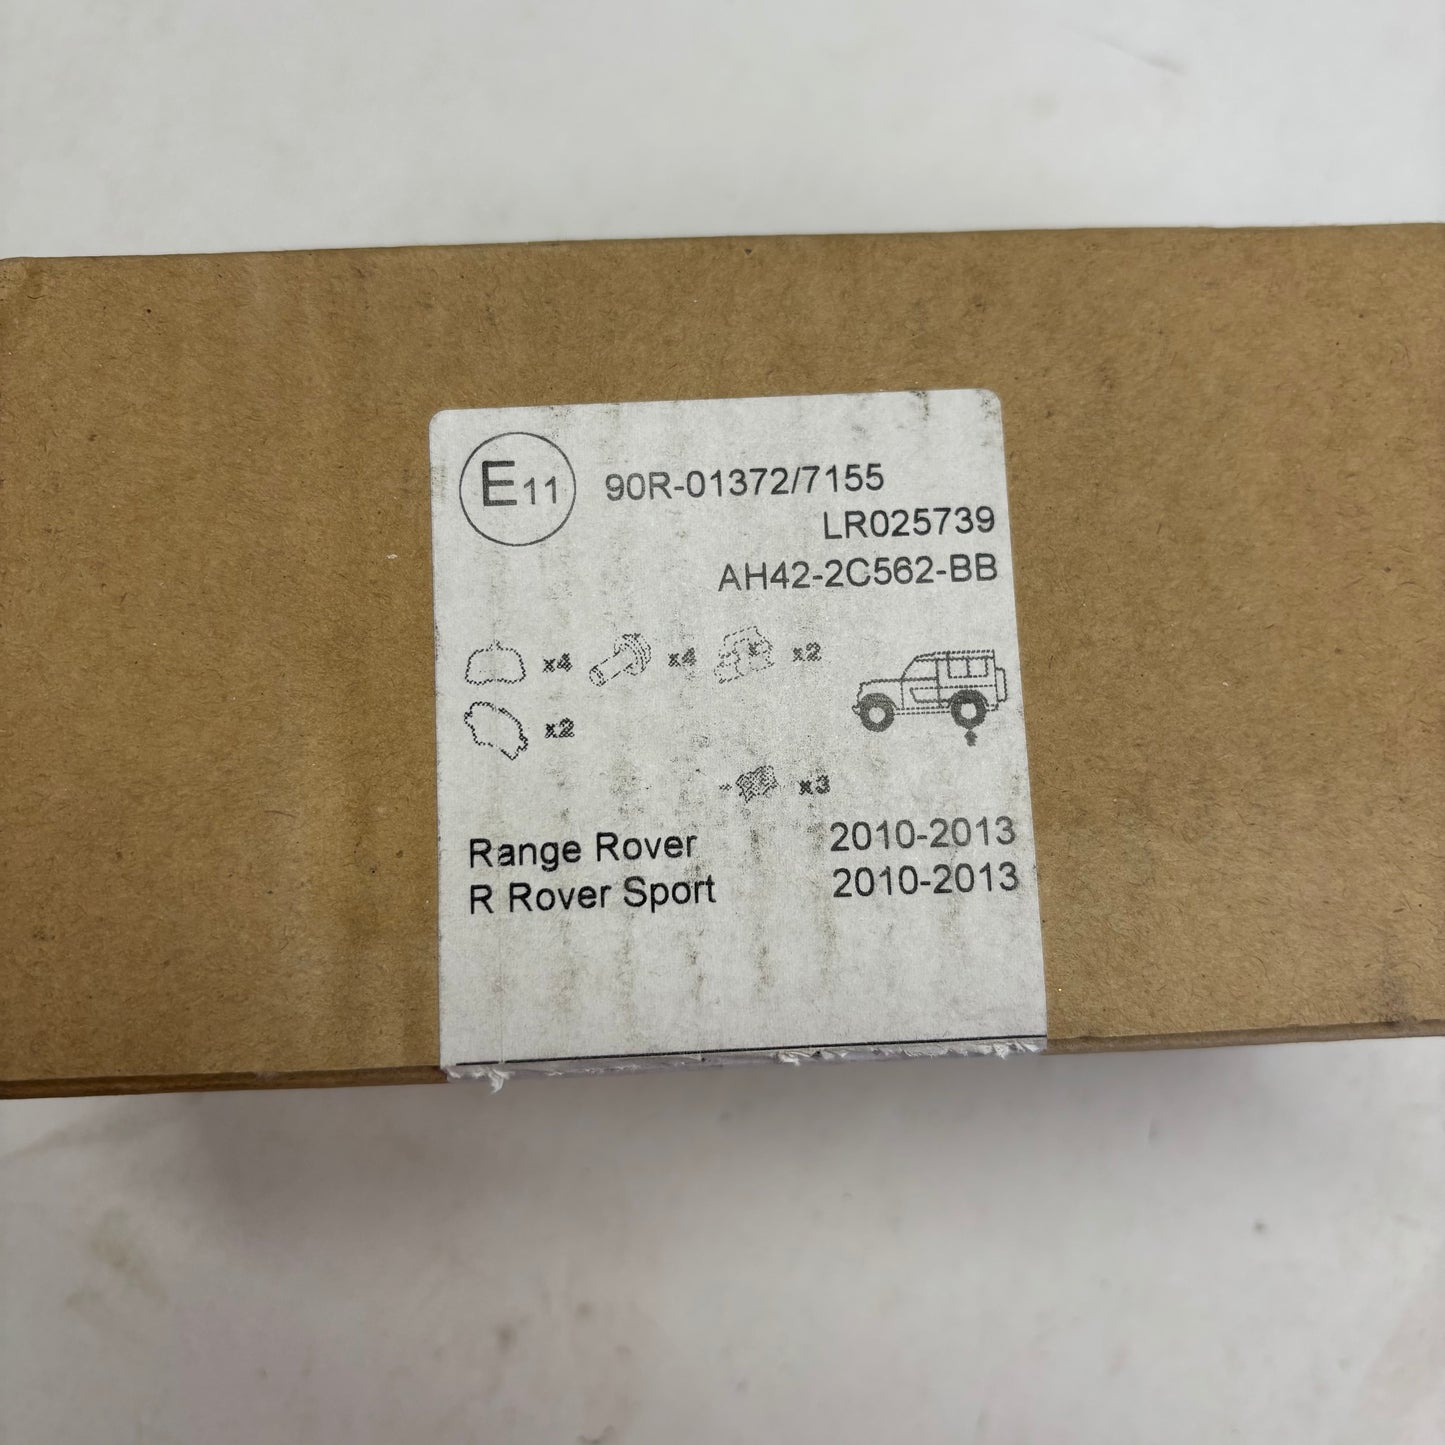 E11 90R-01372/7155
LR025739
AH42-2C562-BB
x4 x4 x2
x2
x3
Range Rover 2010-2013
R Rover Sport 2010-2013